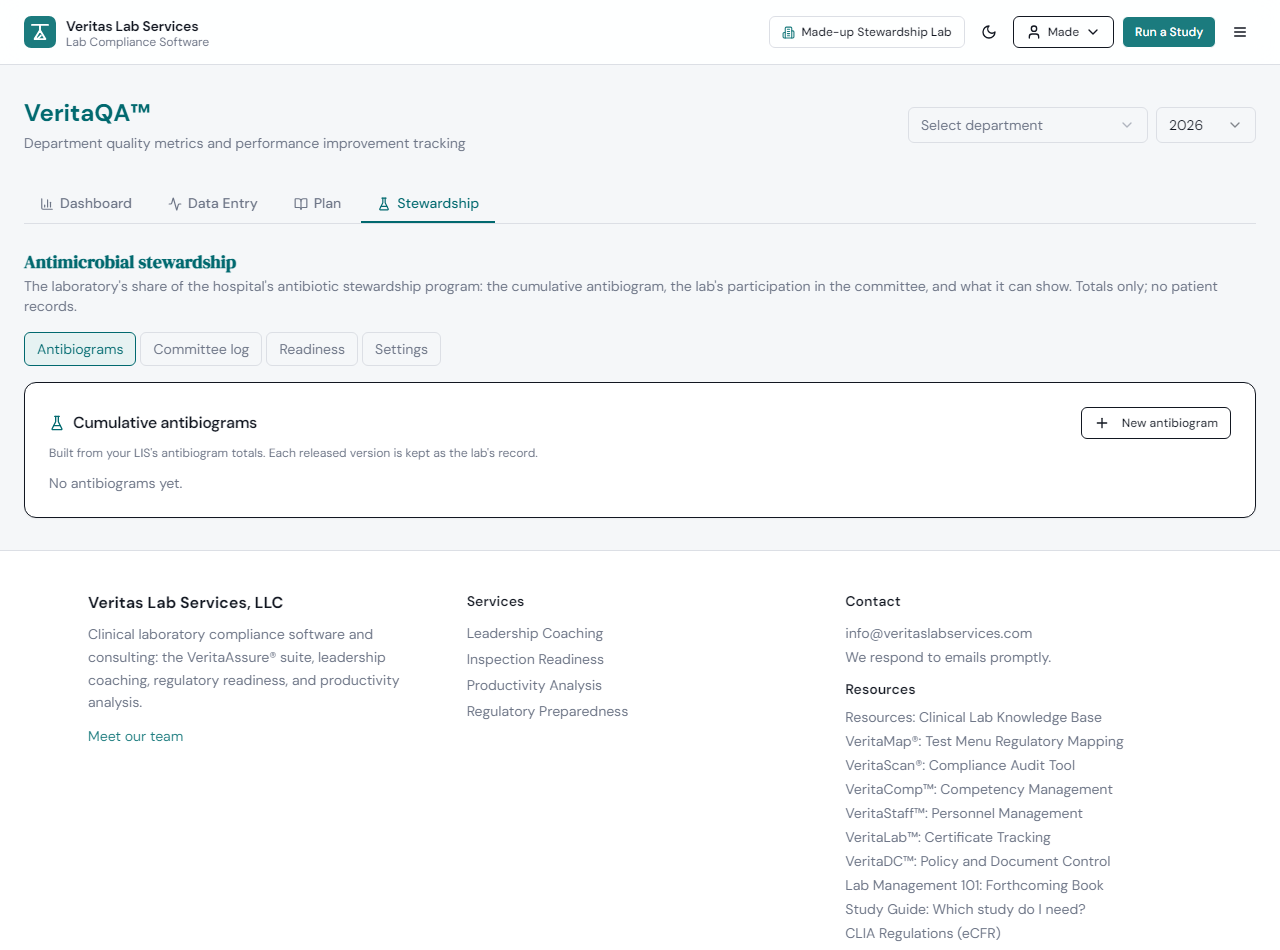 Veritas Lab Services
Lab Compliance Software
Made-up Stewardship Lab
Made
Run a Study
VeritaQA™
Department quality metrics and performance improvement tracking
Select department
2026
Dashboard
Data Entry
Plan
Stewardship
Antimicrobial stewardship
The laboratory's share of the hospital's antibiotic stewardship program: the cumulative antibiogram, the lab's participation in the committee, and what it can show. Totals only; no patient
records.
Antibiograms
Committee log
Readiness
Settings
Cumulative antibiograms
New antibiogram
Built from your LIS's antibiogram totals. Each released version is kept as the lab's record.
No antibiograms yet.
Veritas Lab Services, LLC
Clinical laboratory compliance software and
consulting: the VeritaAssure® suite, leadership
coaching, regulatory readiness, and productivity
analysis.
Meet our team
Services
Leadership Coaching
Inspection Readiness
Productivity Analysis
Regulatory Preparedness
Contact
info@veritaslabservices.com
We respond to emails promptly.
Resources
Resources: Clinical Lab Knowledge Base
VeritaMap®: Test Menu Regulatory Mapping
VeritaScan®: Compliance Audit Tool
VeritaComp™: Competency Management
VeritaStaff™: Personnel Management
VeritaLab™: Certificate Tracking
VeritaDC™: Policy and Document Control
Lab Management 101: Forthcoming Book
Study Guide: Which study do I need?
CLIA Regulations (eCFR)